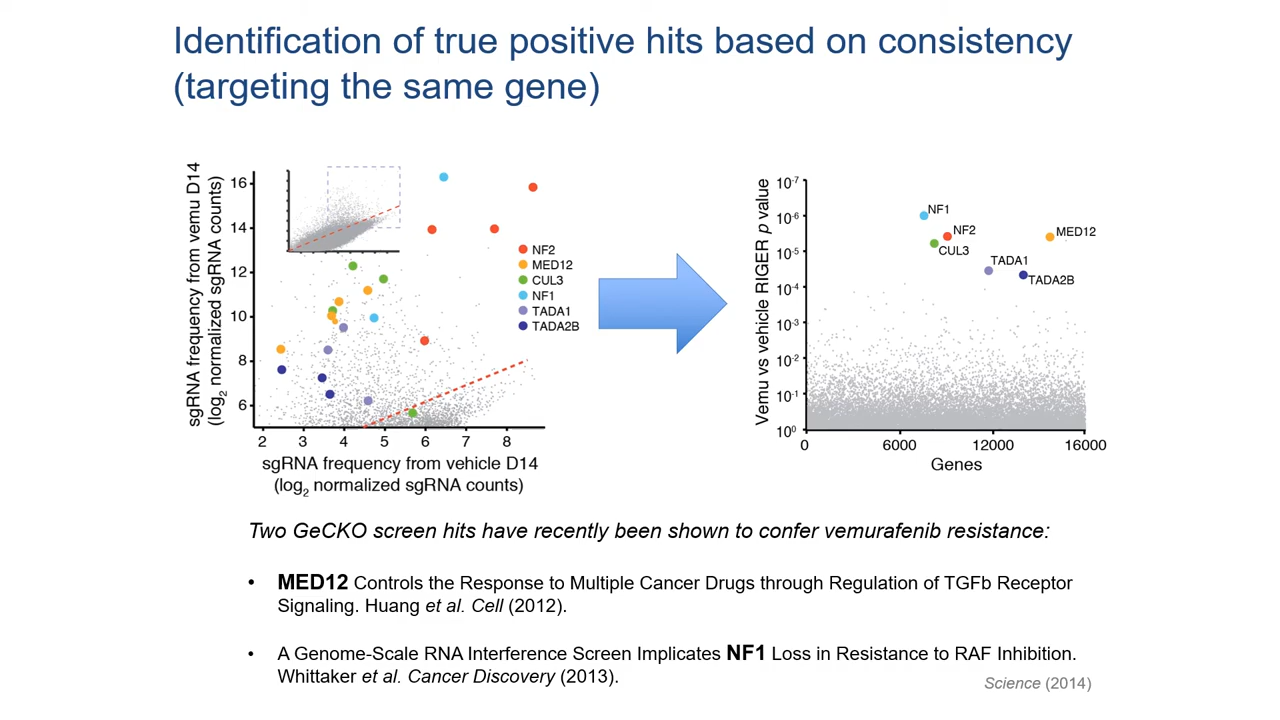 Identification of true positive hits based on consistency
(targeting the same gene)
sgRNA frequency from vemu D14
(log2 normalized sgRNA counts)
16
14
12
10
8
6
2 3 4 5 6 7 8
sgRNA frequency from vehicle D14
(log2 normalized sgRNA counts)
NF2
MED12
CUL3
NF1
TADA1
TADA2B
Vemu vs vehicle RIGER p value
10-7
10-6
10-5
10-4
10-3
10-2
10-1
100
NF1
NF2
MED12
CUL3
TADA1
TADA2B
0 6000 12000 16000
Genes
Two GeCKO screen hits have recently been shown to confer vemurafenib resistance:
• MED12 Controls the Response to Multiple Cancer Drugs through Regulation of TGFb Receptor
Signaling. Huang et al. Cell (2012).
• A Genome-Scale RNA Interference Screen Implicates NF1 Loss in Resistance to RAF Inhibition.
Whittaker et al. Cancer Discovery (2013).
Science (2014)